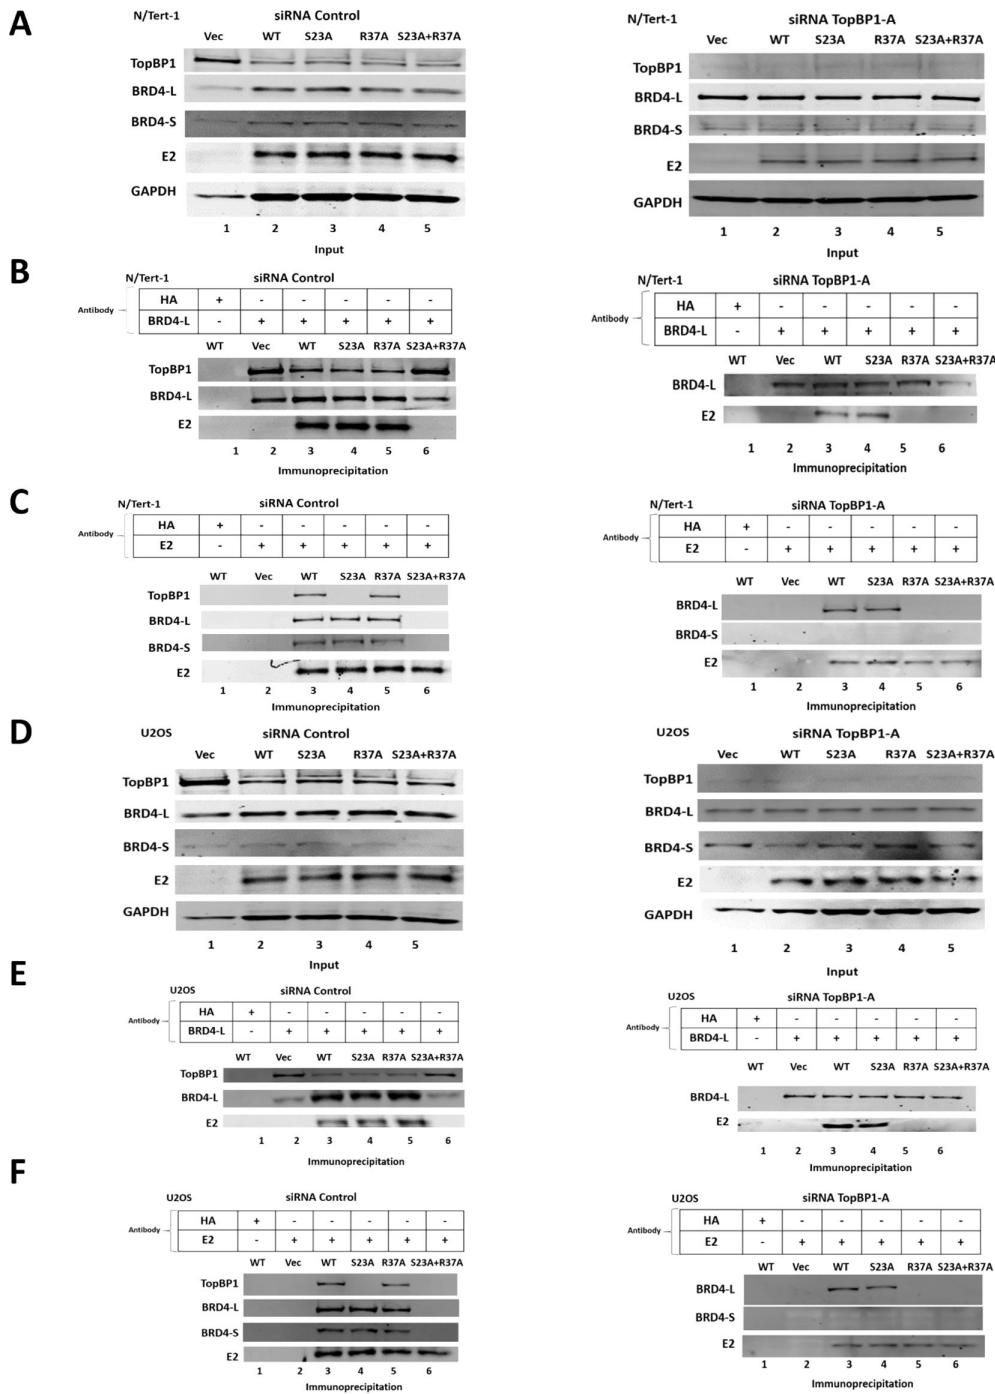 A
N/Tert-1
siRNA Control
Vec WT S23A R37A S23A+R37A
TopBP1
BRD4-L
BRD4-S
E2
GAPDH
1 2 3 4 5
Input
N/Tert-1
siRNA TopBP1-A
Vec WT S23A R37A S23A+R37A
TopBP1
BRD4-L
BRD4-S
E2
GAPDH
1 2 3 4 5
Input
B
N/Tert-1
siRNA Control
Antibody
HA + - - - - -
BRD4-L - + + + + +
WT Vec WT S23A R37A S23A+R37A
TopBP1
BRD4-L
E2
1 2 3 4 5 6
Immunoprecipitation
N/Tert-1
siRNA TopBP1-A
Antibody
HA + - - - - -
BRD4-L - + + + + +
WT Vec WT S23A R37A S23A+R37A
BRD4-L
E2
1 2 3 4 5 6
Immunoprecipitation
C
N/Tert-1
siRNA Control
Antibody
HA + - - - - -
E2 - + + + + +
WT Vec WT S23A R37A S23A+R37A
TopBP1
BRD4-L
BRD4-S
E2
1 2 3 4 5 6
Immunoprecipitation
N/Tert-1
siRNA TopBP1-A
Antibody
HA + - - - - -
E2 - + + + + +
WT Vec WT S23A R37A S23A+R37A
BRD4-L
BRD4-S
E2
1 2 3 4 5 6
Immunoprecipitation
D
U2OS
siRNA Control
Vec WT S23A R37A S23A+R37A
TopBP1
BRD4-L
BRD4-S
E2
GAPDH
1 2 3 4 5
Input
U2OS
siRNA TopBP1-A
Vec WT S23A R37A S23A+R37A
TopBP1
BRD4-L
BRD4-S
E2
GAPDH
1 2 3 4 5
Input
E
U2OS
siRNA Control
Antibody
HA + - - - - -
BRD4-L - + + + + +
WT Vec WT S23A R37A S23A+R37A
TopBP1
BRD4-L
E2
1 2 3 4 5 6
Immunoprecipitation
U2OS
siRNA TopBP1-A
Antibody
HA + - - - - -
BRD4-L - + + + + +
WT Vec WT S23A R37A S23A+R37A
BRD4-L
E2
1 2 3 4 5 6
Immunoprecipitation
F
U2OS
siRNA Control
Antibody
HA + - - - - -
E2 - + + + + +
WT Vec WT S23A R37A S23A+R37A
TopBP1
BRD4-L
BRD4-S
E2
1 2 3 4 5 6
Immunoprecipitation
U2OS
siRNA TopBP1-A
Antibody
HA + - - - - -
E2 - + + + + +
WT Vec WT S23A R37A S23A+R37A
BRD4-L
BRD4-S
E2
1 2 3 4 5 6
Immunoprecipitation